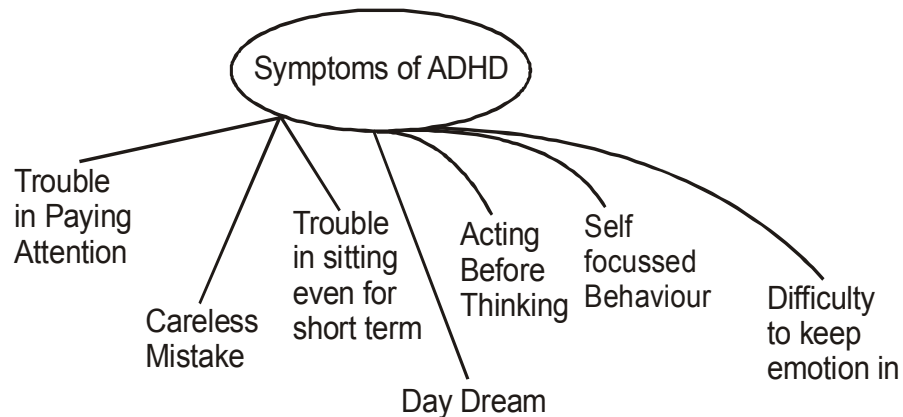 Symptoms of ADHD
Trouble
in Paying
Attention
Careless
Mistake
Trouble
in sitting
even for
short term
Day Dream
Acting
Before
Thinking
Self
focussed
Behaviour
Difficulty
to keep
emotion in